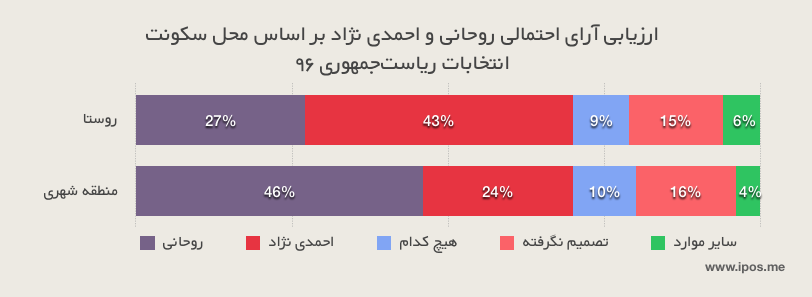 ارزیابی آرای احتمالی روحانی و احمدی نژاد بر اساس محل سکونت
انتخابات ریاست‌جمهوری ۹۶
روستا
27% 43% 9% 15% 6%
منطقه شهری
46% 24% 10% 16% 4%
روحانی احمدی نژاد هیچ کدام تصمیم نگرفته سایر موارد
www.ipos.me